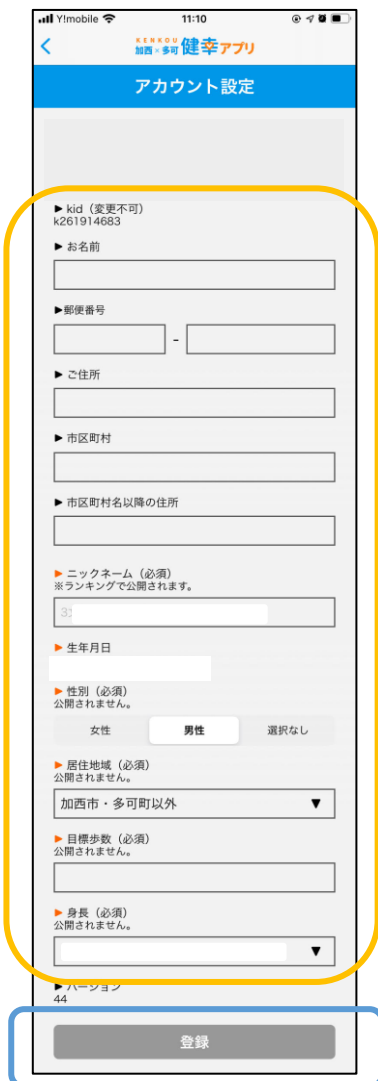 Y!mobile 11:10
KENKOU
加西×多可 健幸アプリ
アカウント設定
▶ kid（変更不可）
k261914683
▶ お名前
▶郵便番号
-
▶ ご住所
▶ 市区町村
▶ 市区町村名以降の住所
▶ ニックネーム（必須）
※ランキングで公開されます。
▶ 生年月日
▶ 性別（必須）
公開されません。
女性 男性 選択なし
▶ 居住地域（必須）
公開されません。
加西市・多可町以外 ▼
▶ 目標歩数（必須）
公開されません。
▶ 身長（必須）
公開されません。
▼
▶ バージョン
44
登録